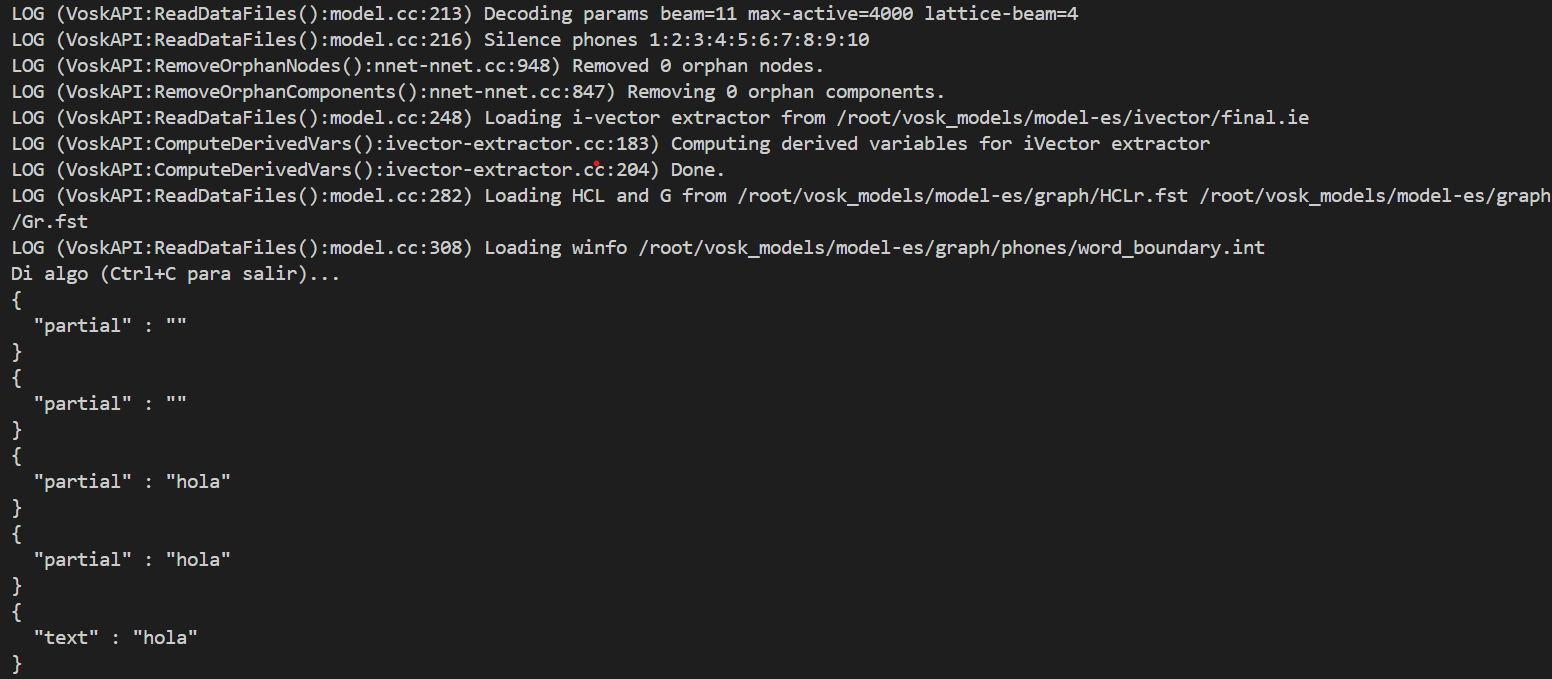 LOG (VoskAPI:ReadDataFiles():model.cc:213) Decoding params beam=11 max-active=4000 lattice-beam=4
LOG (VoskAPI:ReadDataFiles():model.cc:216) Silence phones 1:2:3:4:5:6:7:8:9:10
LOG (VoskAPI:RemoveOrphanNodes():nnet-nnet.cc:948) Removed 0 orphan nodes.
LOG (VoskAPI:RemoveOrphanComponents():nnet-nnet.cc:847) Removing 0 orphan components.
LOG (VoskAPI:ReadDataFiles():model.cc:248) Loading i-vector extractor from /root/vosk_models/model-es/ivector/final.ie
LOG (VoskAPI:ComputeDerivedVars():ivector-extractor.cc:183) Computing derived variables for iVector extractor
LOG (VoskAPI:ComputeDerivedVars():ivector-extractor.cc:204) Done.
LOG (VoskAPI:ReadDataFiles():model.cc:282) Loading HCL and G from /root/vosk_models/model-es/graph/HCLr.fst /root/vosk_models/model-es/graph
/Gr.fst
LOG (VoskAPI:ReadDataFiles():model.cc:308) Loading winfo /root/vosk_models/model-es/graph/phones/word_boundary.int
Di algo (Ctrl+C para salir)...
{
  "partial" : ""
}
{
  "partial" : ""
}
{
  "partial" : "hola"
}
{
  "partial" : "hola"
}
{
  "text" : "hola"
}